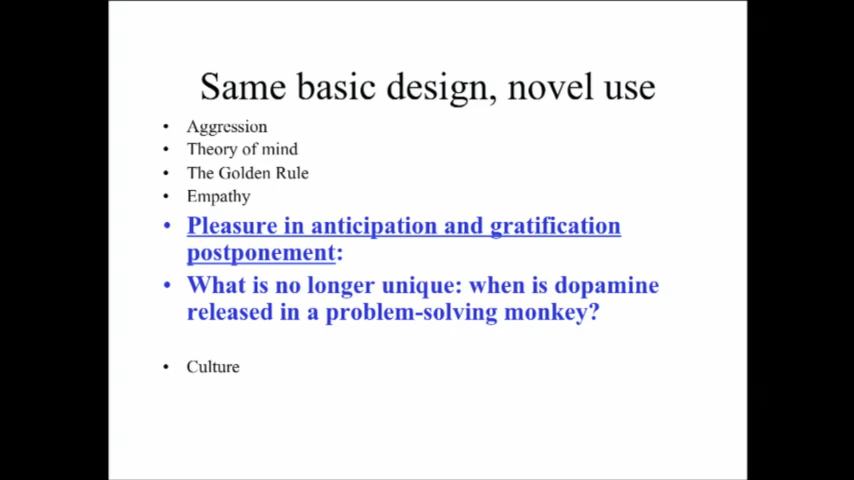 Same basic design, novel use
• Aggression
• Theory of mind
• The Golden Rule
• Empathy
• Pleasure in anticipation and gratification
postponement:
• What is no longer unique: when is dopamine
released in a problem-solving monkey?
• Culture